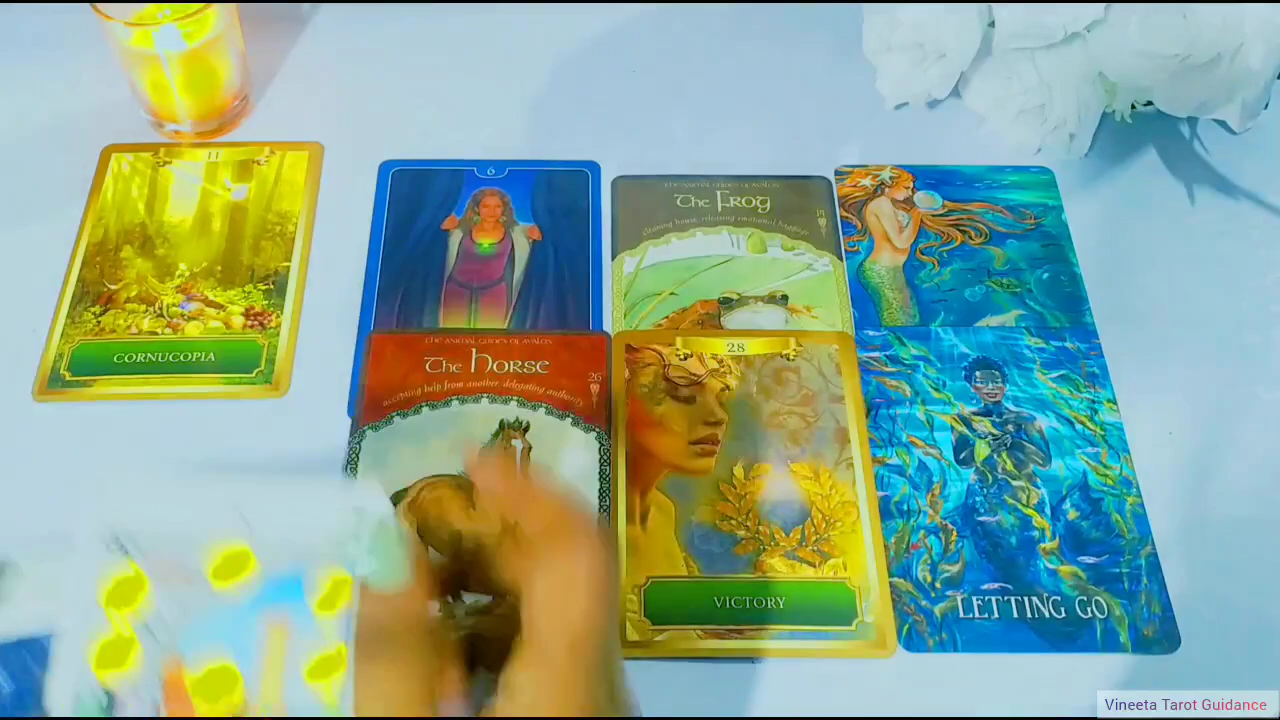 11
CORNUCOPIA
6
THE ANIMAL GUIDES OF AVALON
The Frog
Cleaning house, releasing emotional baggage
THE ANIMAL GUIDES OF AVALON
The Horse
accepting help from another, delegating authority
26
28
VICTORY
LETTING GO
Vineeta Tarot Guidance